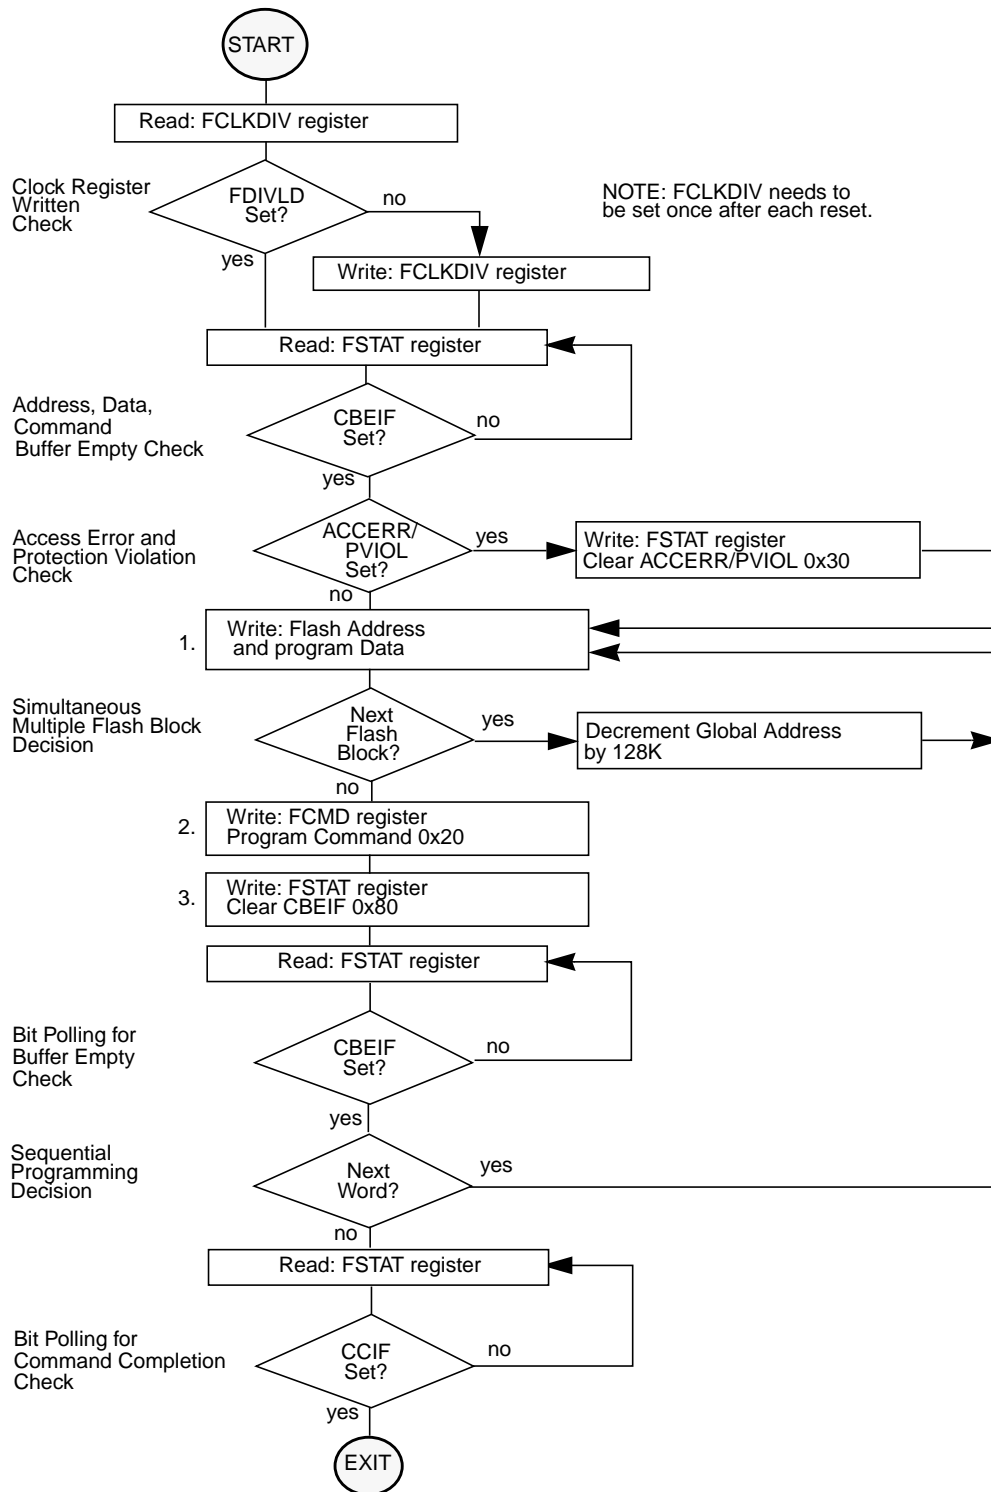 START
Read: FCLKDIV register
Clock Register
Written
Check
FDIVLD
Set?
no
yes
NOTE: FCLKDIV needs to
be set once after each reset.
Write: FCLKDIV register
Read: FSTAT register
Address, Data,
Command
Buffer Empty Check
CBEIF
Set?
no
yes
Access Error and
Protection Violation
Check
ACCERR/
PVIOL
Set?
yes
no
Write: FSTAT register
Clear ACCERR/PVIOL 0x30
1.
Write: Flash Address
and program Data
Simultaneous
Multiple Flash Block
Decision
Next
Flash
Block?
yes
no
Decrement Global Address
by 128K
2.
Write: FCMD register
Program Command 0x20
3.
Write: FSTAT register
Clear CBEIF 0x80
Read: FSTAT register
Bit Polling for
Buffer Empty
Check
CBEIF
Set?
no
yes
Sequential
Programming
Decision
Next
Word?
yes
no
Read: FSTAT register
Bit Polling for
Command Completion
Check
CCIF
Set?
no
yes
EXIT